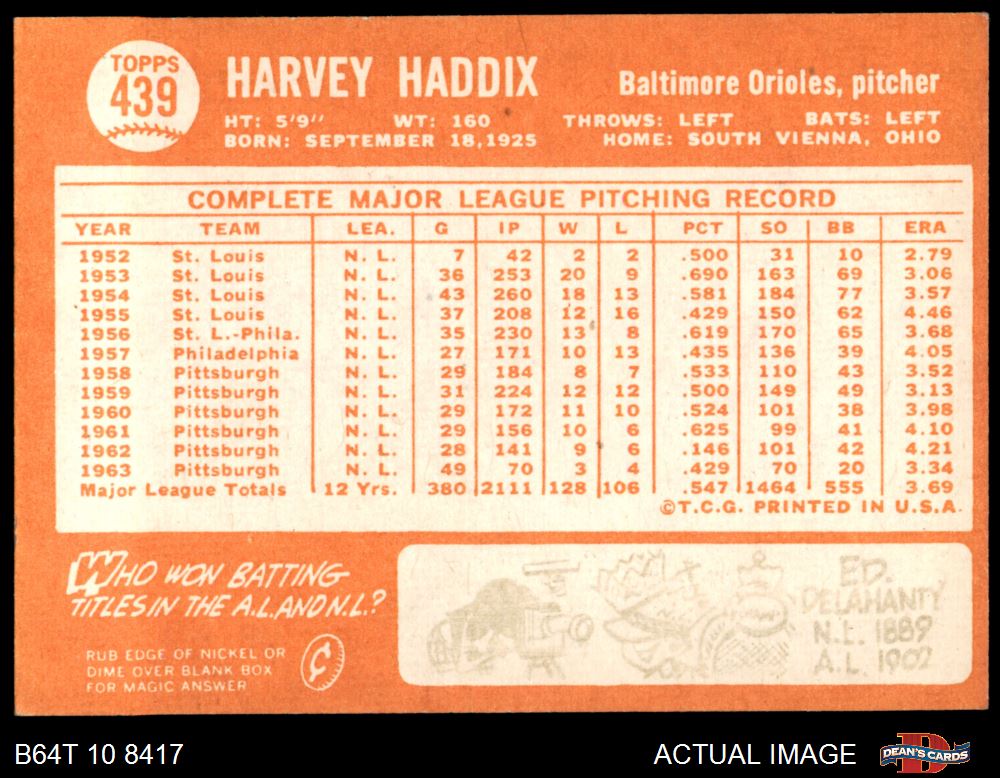 TOPPS
439
HARVEY HADDIX
Baltimore Orioles, pitcher
HT: 5'9" WT: 160 THROWS: LEFT BATS: LEFT
BORN: SEPTEMBER 18, 1925 HOME: SOUTH VIENNA, OHIO
COMPLETE MAJOR LEAGUE PITCHING RECORD
YEAR TEAM LEA. G IP W L PCT SO BB ERA
1952 St. Louis N. L. 7 42 2 2 .500 31 10 2.79
1953 St. Louis N. L. 36 253 20 9 .690 163 69 3.06
1954 St. Louis N. L. 43 260 18 13 .581 184 77 3.57
1955 St. Louis N. L. 37 208 12 16 .429 150 62 4.46
1956 St. L.-Phila. N. L. 35 230 13 8 .619 170 65 3.68
1957 Philadelphia N. L. 27 171 10 13 .435 136 39 4.05
1958 Pittsburgh N. L. 29 184 8 7 .533 110 43 3.52
1959 Pittsburgh N. L. 31 224 12 12 .500 149 49 3.13
1960 Pittsburgh N. L. 29 172 11 10 .524 101 38 3.98
1961 Pittsburgh N. L. 29 156 10 6 .625 99 41 4.10
1962 Pittsburgh N. L. 28 141 9 6 .146 101 42 4.21
1963 Pittsburgh N. L. 49 70 3 4 .429 70 20 3.34
Major League Totals 12 Yrs. 380 2111 128 106 .547 1464 555 3.69
©T.C.G. PRINTED IN U.S.A.
WHO WON BATTING
TITLES IN THE A.L. AND N.L.?
RUB EDGE OF NICKEL OR
DIME OVER BLANK BOX
FOR MAGIC ANSWER
¢
ED.
DELAHANTY
N.L. 1889
A.L. 1902
B64T 10 8417
ACTUAL IMAGE
DEAN'S CARDS